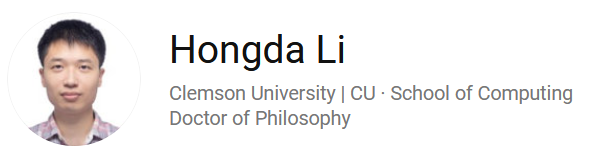 Hongda Li
Clemson University | CU · School of Computing
Doctor of Philosophy